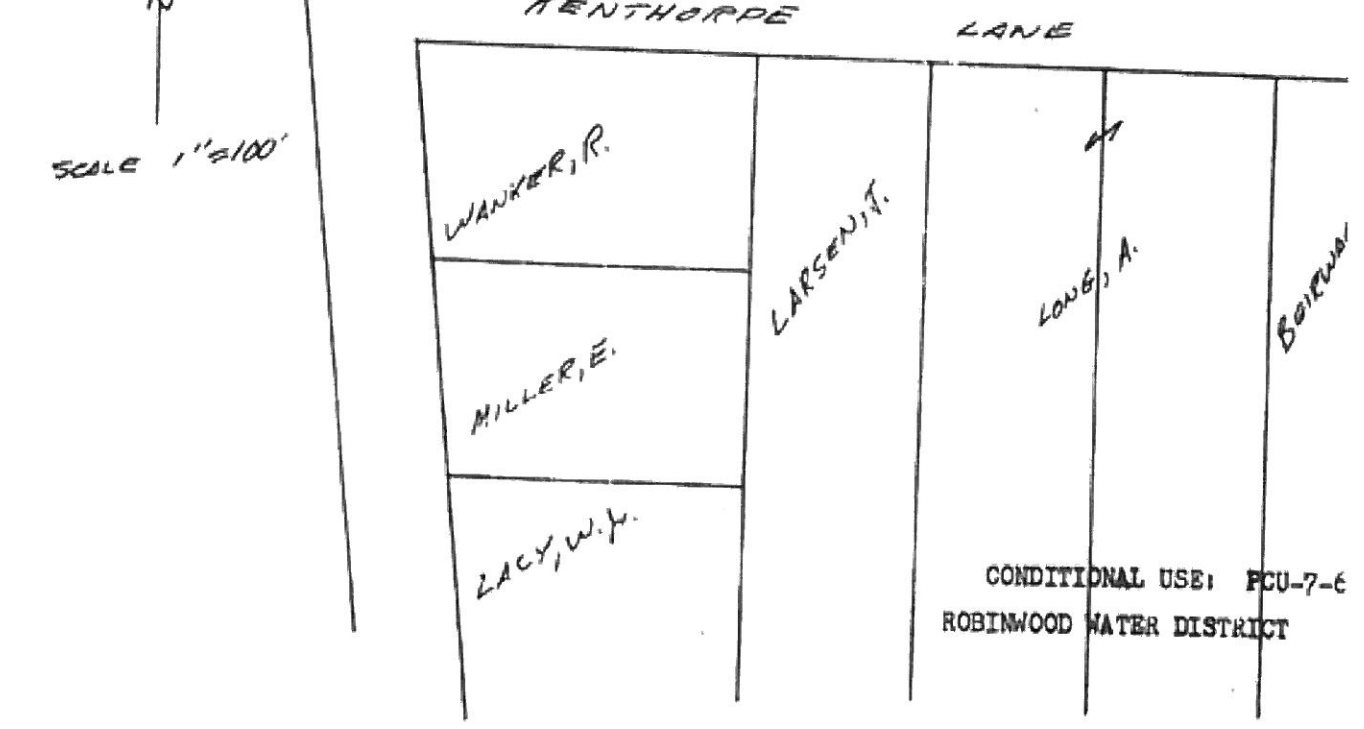 N
KENTHORPE LANE
SCALE 1"=100'
WANKER, R.
LARSEN, J.
LONG, A.
MILLER, E.
LACY, W.
CONDITIONAL USE: PCU-7-6
ROBINWOOD WATER DISTRICT